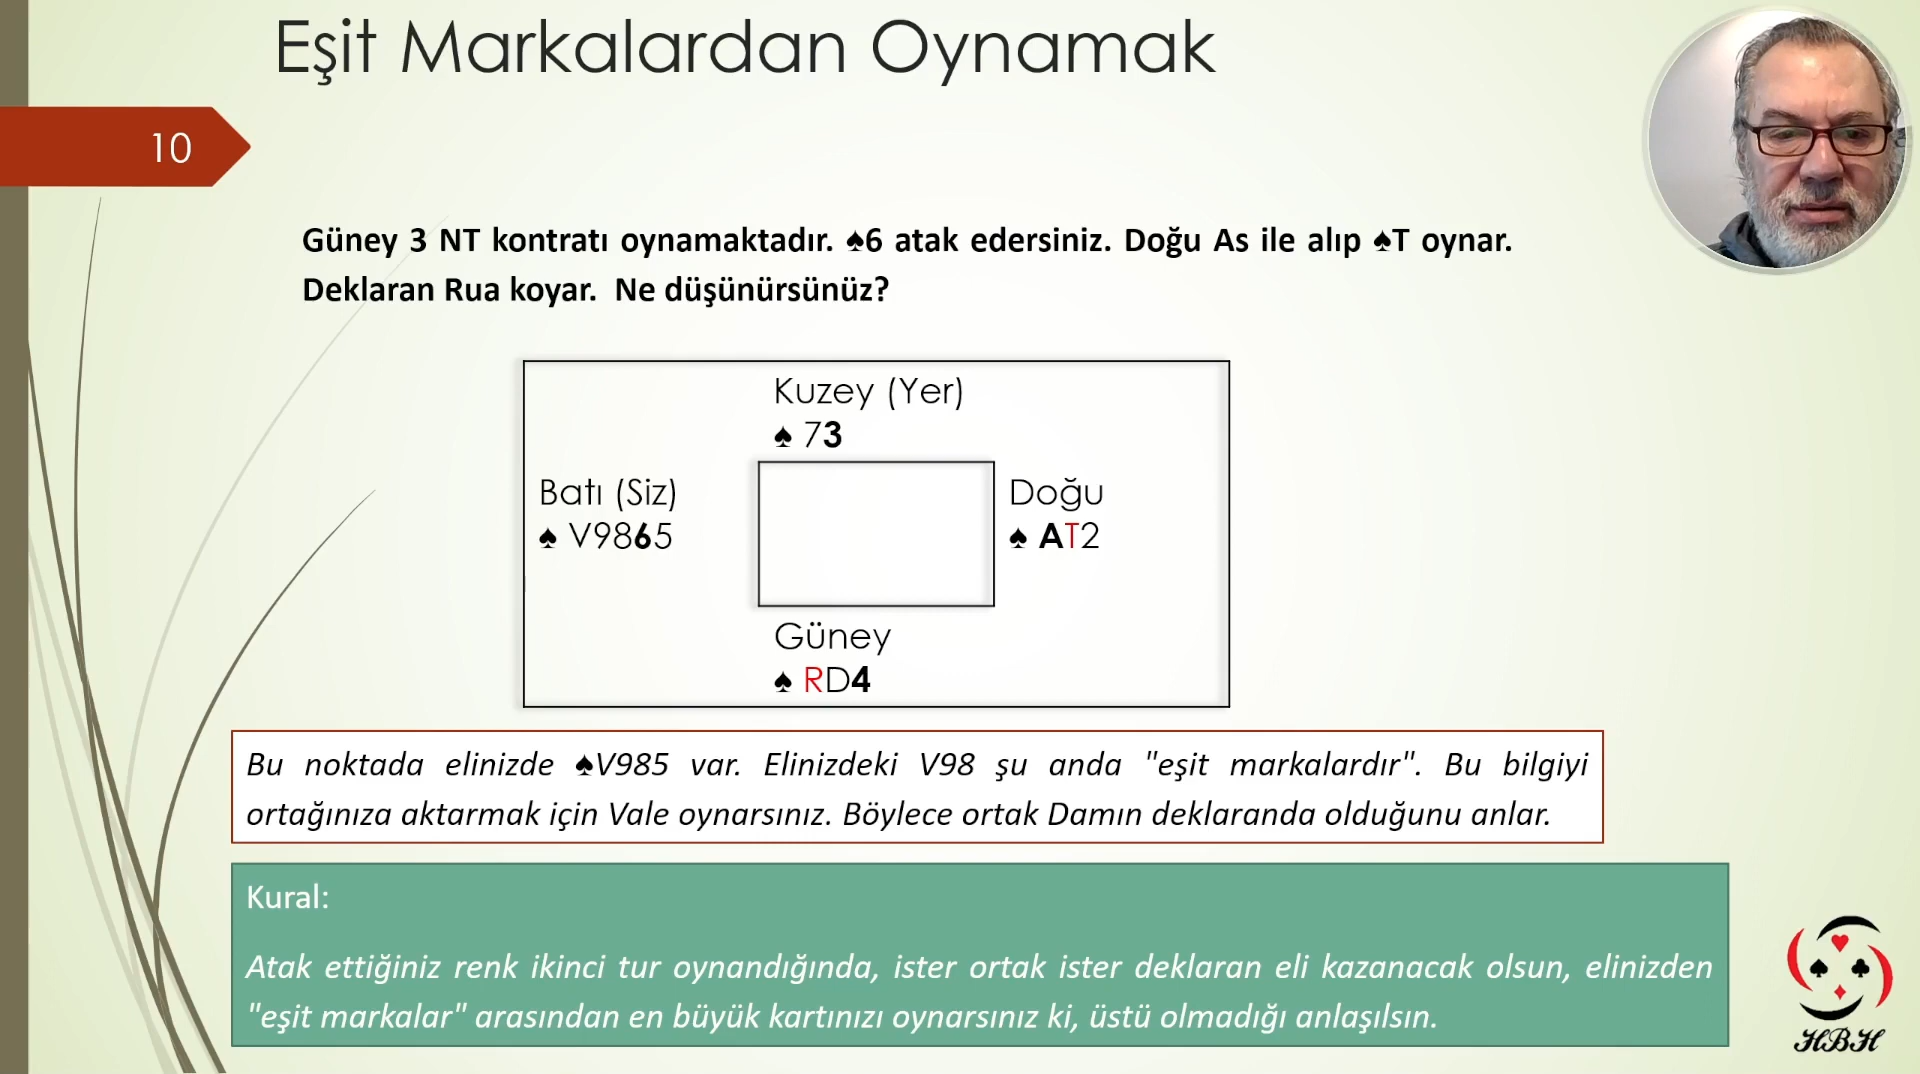 Eşit Markalardan Oynamak
10
Güney 3 NT kontratı oynamaktadır. ♠6 atak edersiniz. Doğu As ile alıp ♠T oynar.
Deklaran Rua koyar. Ne düşünürsünüz?
Kuzey (Yer)
♠ 73
Batı (Siz)
♠ V9865
Doğu
♠ AT2
Güney
♠ RD4
Bu noktada elinizde ♠V985 var. Elinizdeki V98 şu anda "eşit markalardır". Bu bilgiyi
ortağınıza aktarmak için Vale oynarsınız. Böylece ortak Damın deklaranda olduğunu anlar.
Kural:
Atak ettiğiniz renk ikinci tur oynandığında, ister ortak ister deklaran eli kazanacak olsun, elinizden
"eşit markalar" arasından en büyük kartınızı oynarsınız ki, üstü olmadığı anlaşılsın.
HBH